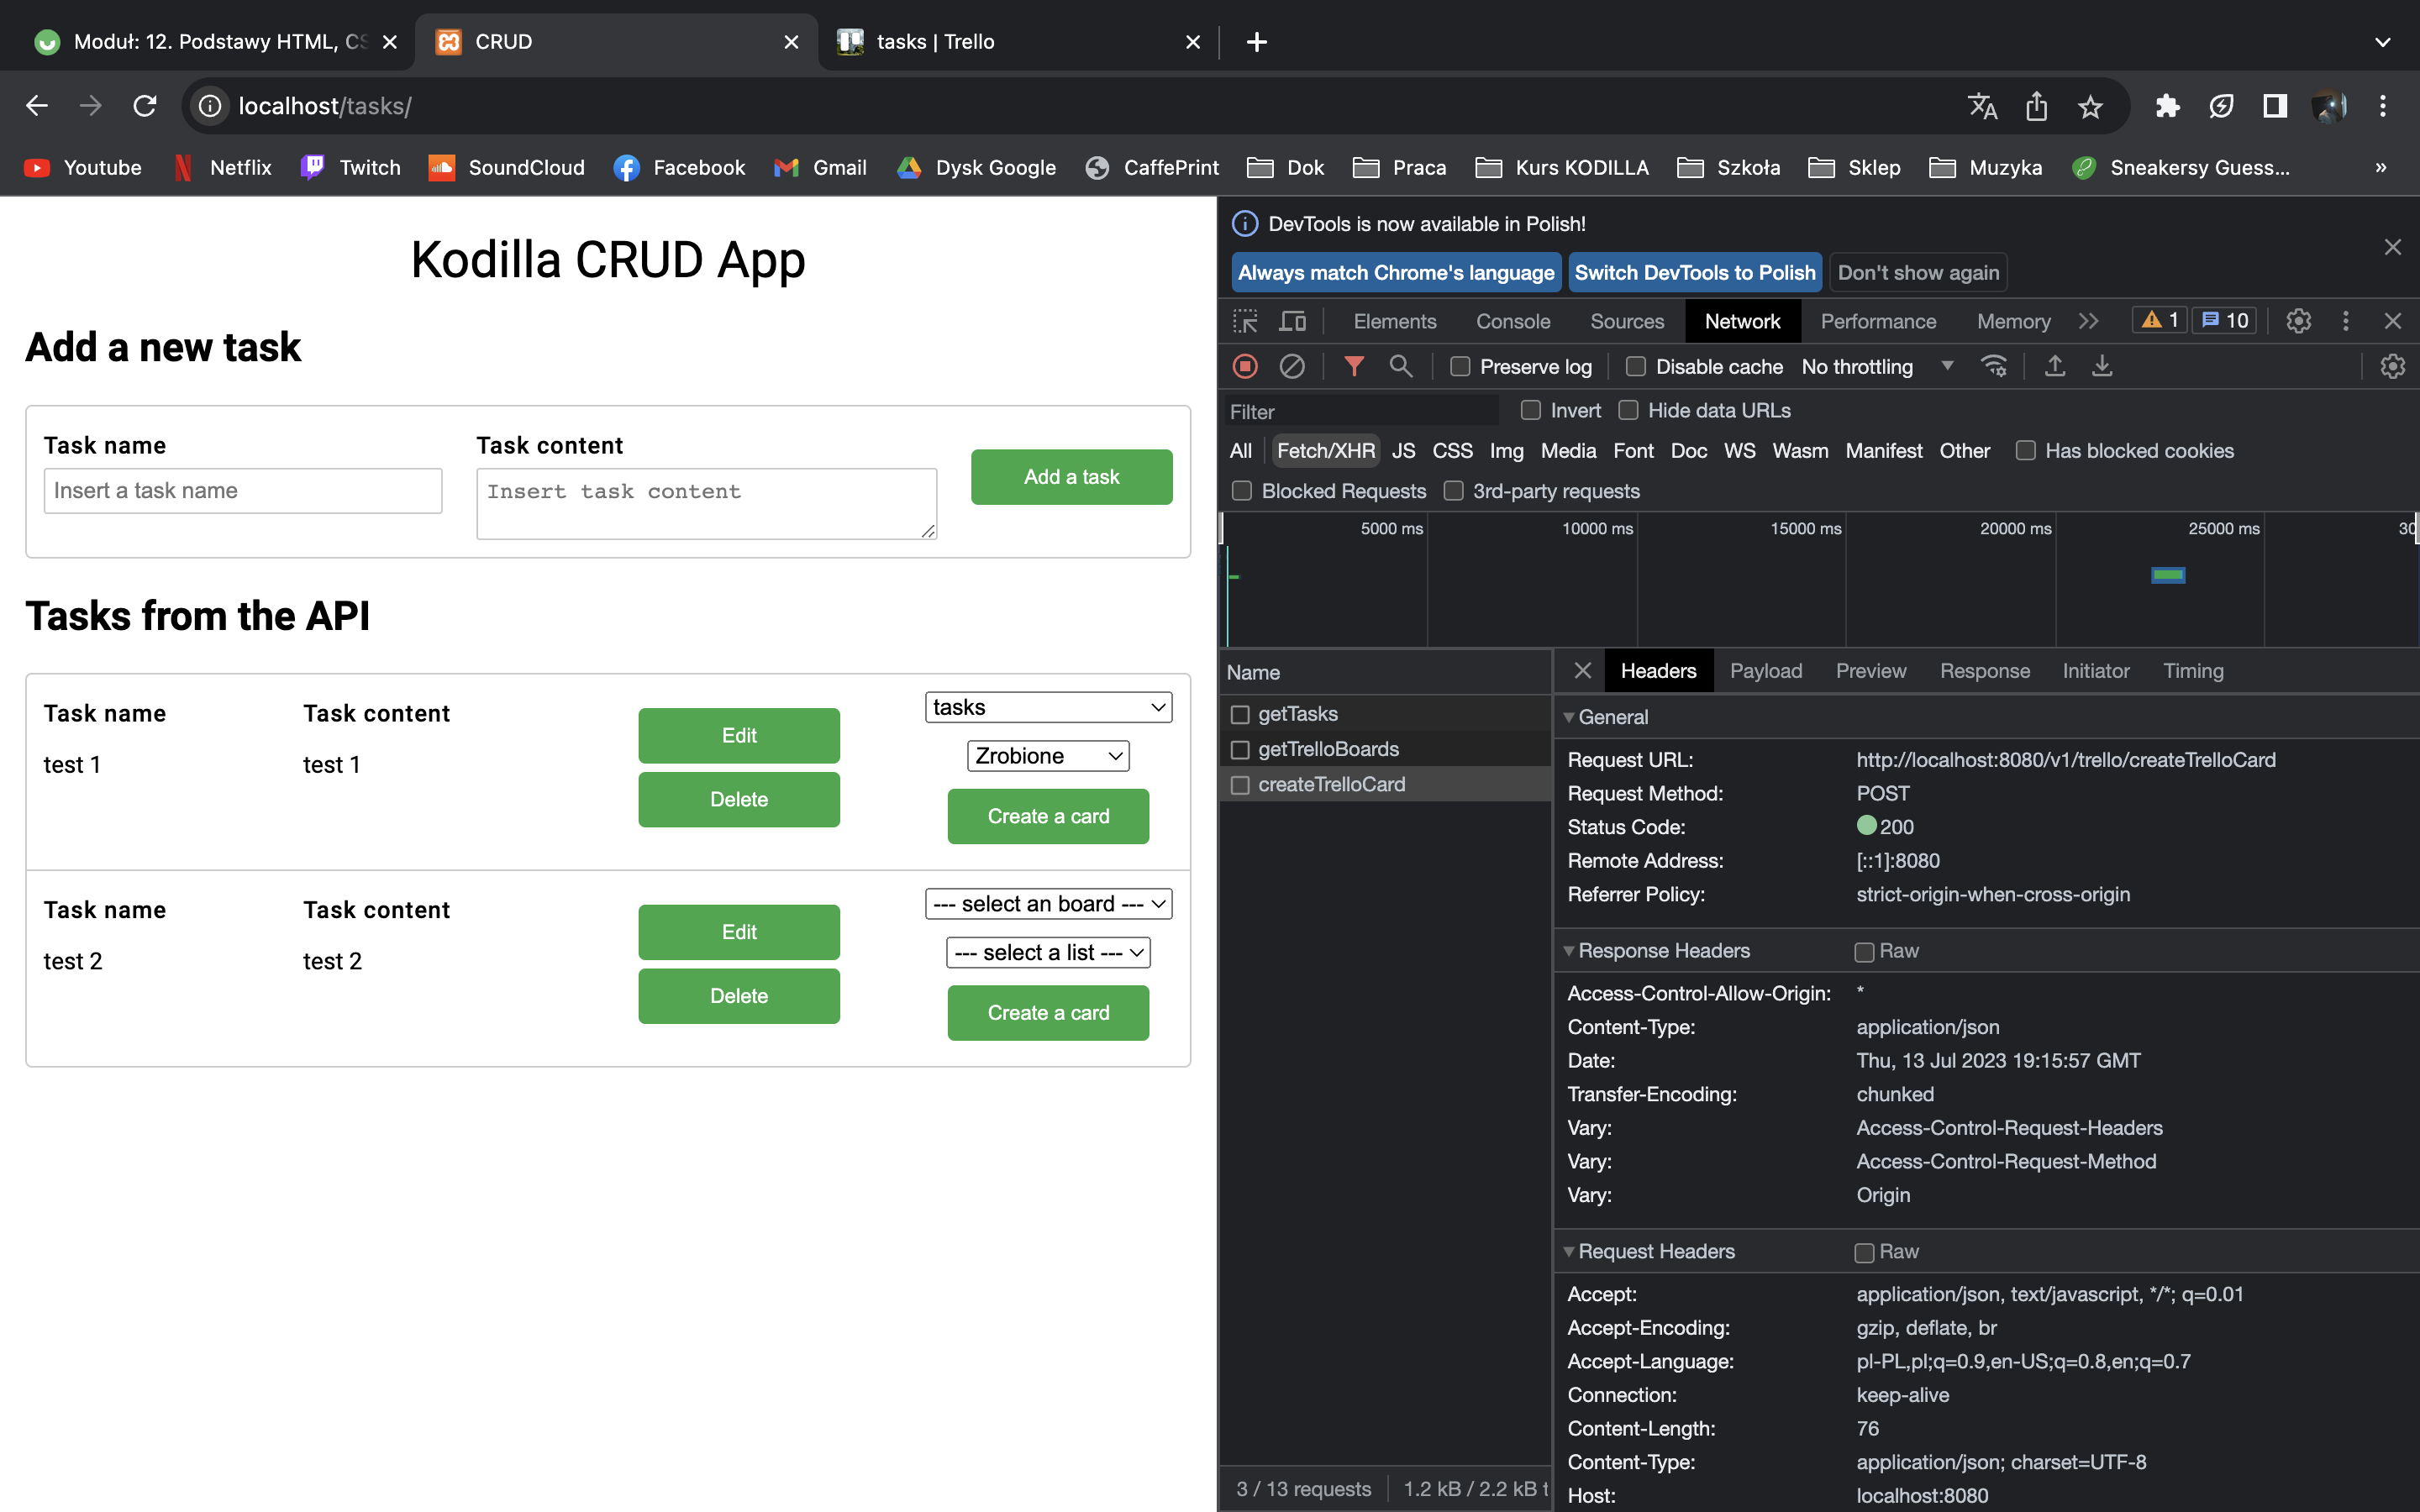 Moduł: 12. Podstawy HTML, CS
CRUD
tasks | Trello
localhost/tasks/
Youtube
Netflix
Twitch
SoundCloud
Facebook
Gmail
Dysk Google
CaffePrint
Dok
Praca
Kurs KODILLA
Szkoła
Sklep
Muzyka
Sneakersy Guess...
»
Kodilla CRUD App
Add a new task
Task name
Insert a task name
Task content
Insert task content
Add a task
Tasks from the API
Task name
test 1
Task content
test 1
Edit
Delete
tasks
Zrobione
Create a card
Task name
test 2
Task content
test 2
Edit
Delete
--- select an board ---
--- select a list ---
Create a card
DevTools is now available in Polish!
Always match Chrome's language
Switch DevTools to Polish
Don't show again
Elements
Console
Sources
Network
Performance
Memory
1
10
Preserve log
Disable cache
No throttling
Filter
Invert
Hide data URLs
All
Fetch/XHR
JS
CSS
Img
Media
Font
Doc
WS
Wasm
Manifest
Other
Has blocked cookies
Blocked Requests
3rd-party requests
5000 ms
10000 ms
15000 ms
20000 ms
25000 ms
30
Name
getTasks
getTrelloBoards
createTrelloCard
3 / 13 requests
1.2 kB / 2.2 kB t
Headers
Payload
Preview
Response
Initiator
Timing
General
Request URL: http://localhost:8080/v1/trello/createTrelloCard
Request Method: POST
Status Code: 200
Remote Address: [::1]:8080
Referrer Policy: strict-origin-when-cross-origin
Response Headers
Raw
Access-Control-Allow-Origin: *
Content-Type: application/json
Date: Thu, 13 Jul 2023 19:15:57 GMT
Transfer-Encoding: chunked
Vary: Access-Control-Request-Headers
Vary: Access-Control-Request-Method
Vary: Origin
Request Headers
Raw
Accept: application/json, text/javascript, */*; q=0.01
Accept-Encoding: gzip, deflate, br
Accept-Language: pl-PL,pl;q=0.9,en-US;q=0.8,en;q=0.7
Connection: keep-alive
Content-Length: 76
Content-Type: application/json; charset=UTF-8
Host: localhost:8080